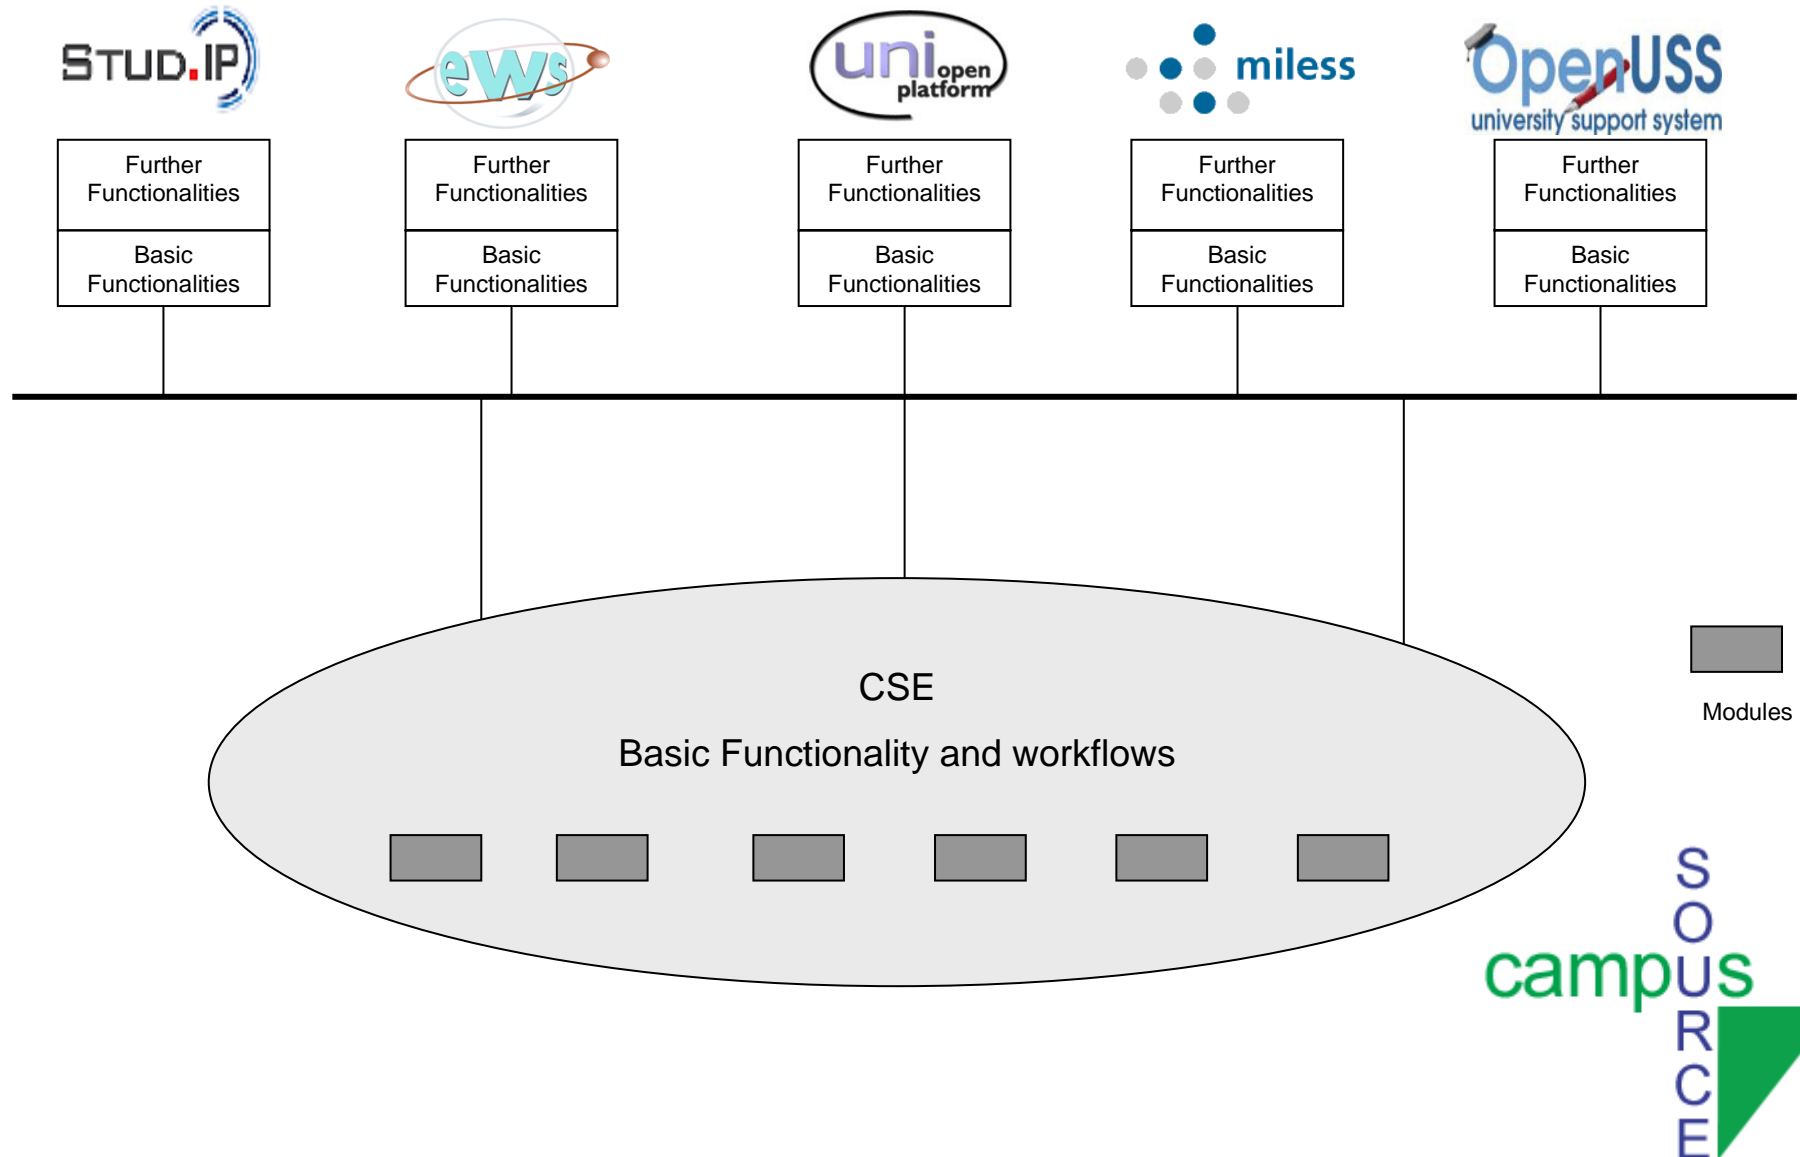 STUD.IP
eWS
uni
open
platform
miless
OpenUSS
university support system
Further
Functionalities
Basic
Functionalities
Further
Functionalities
Basic
Functionalities
Further
Functionalities
Basic
Functionalities
Further
Functionalities
Basic
Functionalities
Further
Functionalities
Basic
Functionalities
CSE
Basic Functionality and workflows
Modules
campus
SOURCE